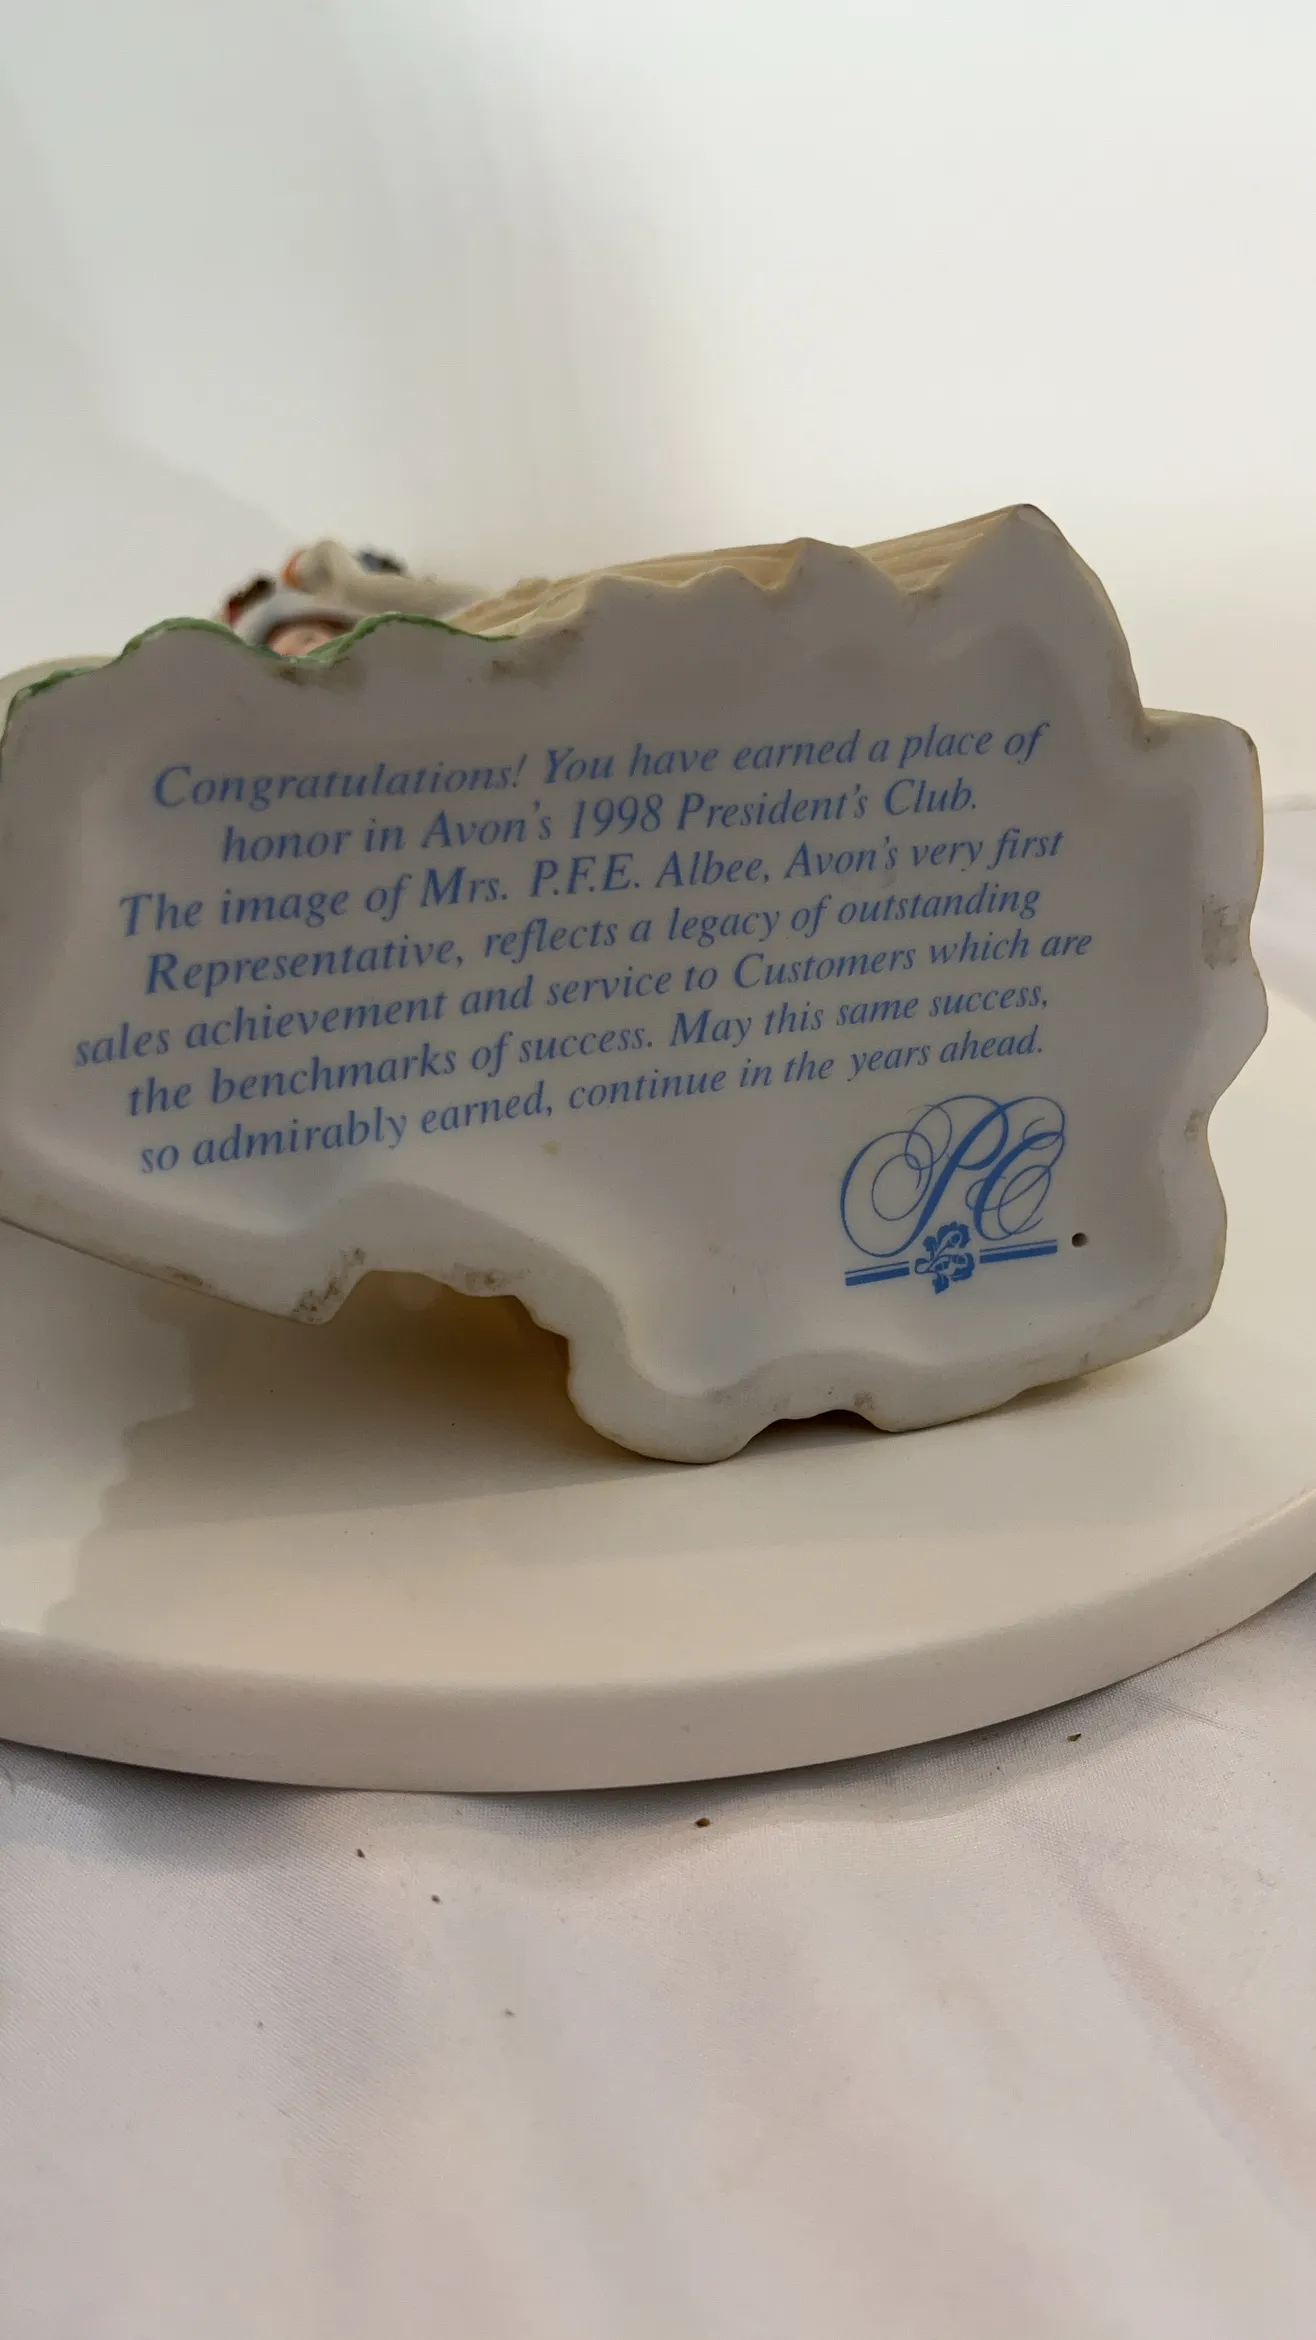 Congratulations! You have earned a place of
honor in Avon's 1998 President's Club.
The image of Mrs. P.F.E. Albee, Avon's very first
Representative, reflects a legacy of outstanding
sales achievement and service to Customers which are
the benchmarks of success. May this same success,
so admirably earned, continue in the years ahead.
PC